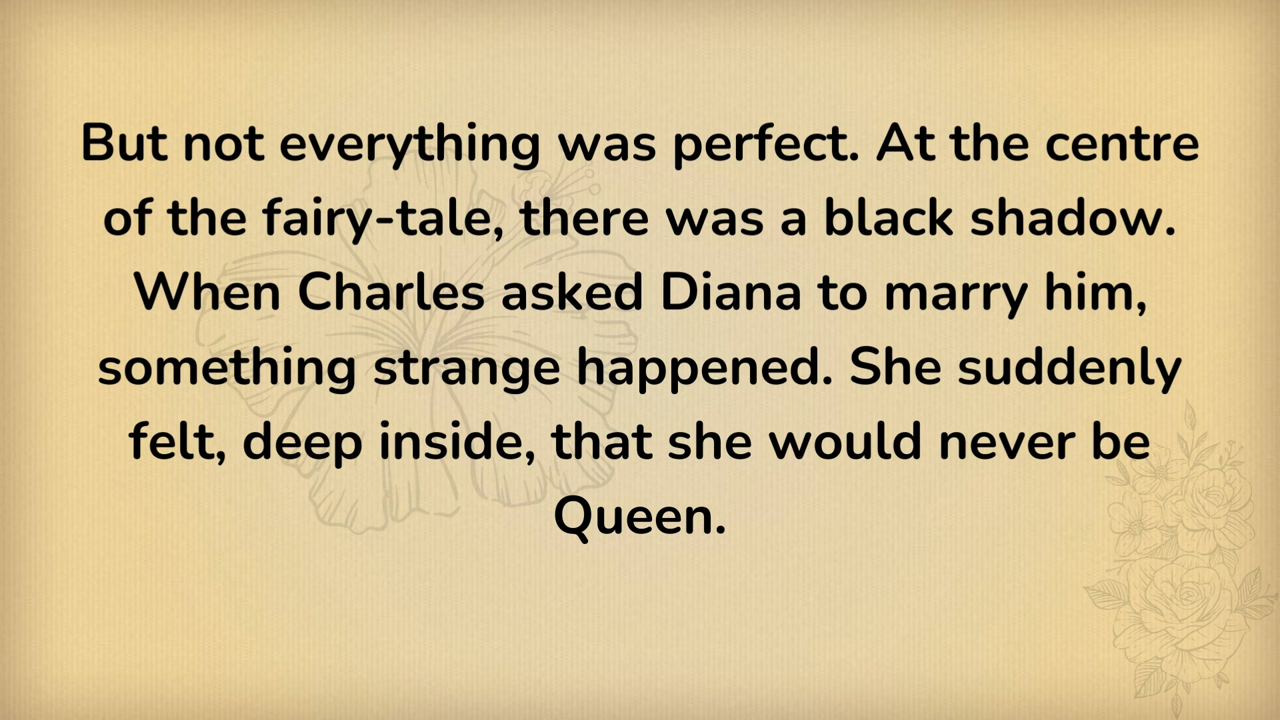 But not everything was perfect. At the centre
of the fairy-tale, there was a black shadow.
When Charles asked Diana to marry him,
something strange happened. She suddenly
felt, deep inside, that she would never be
Queen.